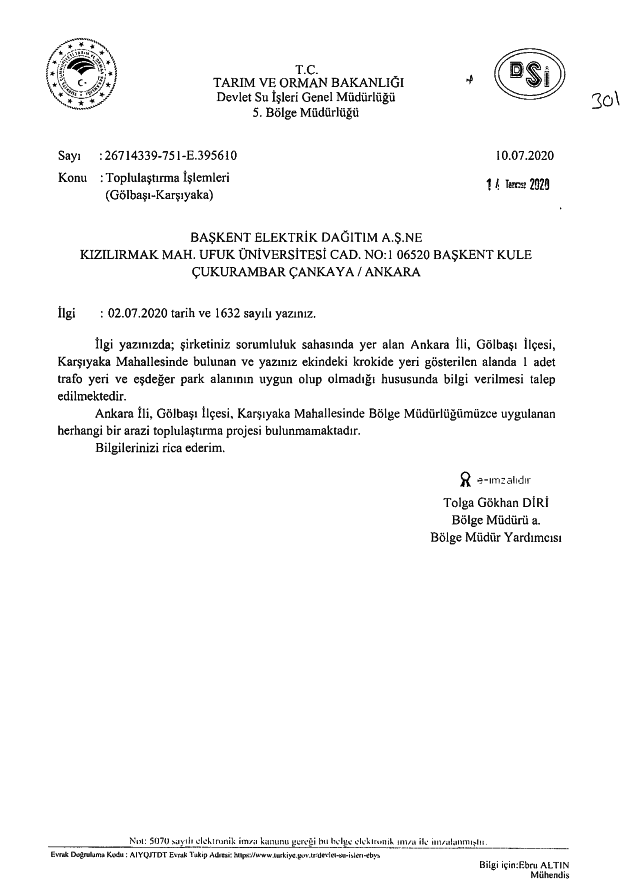 T.C.
TARIM VE ORMAN BAKANLIĞI
Devlet Su İşleri Genel Müdürlüğü
5. Bölge Müdürlüğü
DSİ
301
Sayı : 26714339-751-E.395610 10.07.2020
Konu : Toplulaştırma İşlemleri
(Gölbaşı-Karşıyaka)
14 Temmuz 2020
BAŞKENT ELEKTRİK DAĞITIM A.Ş.NE
KIZILIRMAK MAH. UFUK ÜNİVERSİTESİ CAD. NO:1 06520 BAŞKENT KULE
ÇUKURAMBAR ÇANKAYA / ANKARA
İlgi : 02.07.2020 tarih ve 1632 sayılı yazınız.
İlgi yazınızda; şirketiniz sorumluluk sahasında yer alan Ankara İli, Gölbaşı İlçesi,
Karşıyaka Mahallesinde bulunan ve yazınız ekindeki krokide yeri gösterilen alanda 1 adet
trafo yeri ve eşdeğer park alanının uygun olup olmadığı hususunda bilgi verilmesi talep
edilmektedir.
Ankara İli, Gölbaşı İlçesi, Karşıyaka Mahallesinde Bölge Müdürlüğümüzce uygulanan
herhangi bir arazi toplulaştırma projesi bulunmamaktadır.
Bilgilerinizi rica ederim.
e-imzalıdır
Tolga Gökhan DİRİ
Bölge Müdürü a.
Bölge Müdür Yardımcısı
Not: 5070 sayılı elektronik imza kanunu gereği bu belge elektronik imza ile imzalanmıştır.
Evrak Doğrulama Kodu : AIYQJTDT Evrak Takip Adresi: https://www.turkiye.gov.tr/devlet-su-isleri-ebys
Bilgi için:Ebru ALTIN
Mühendis